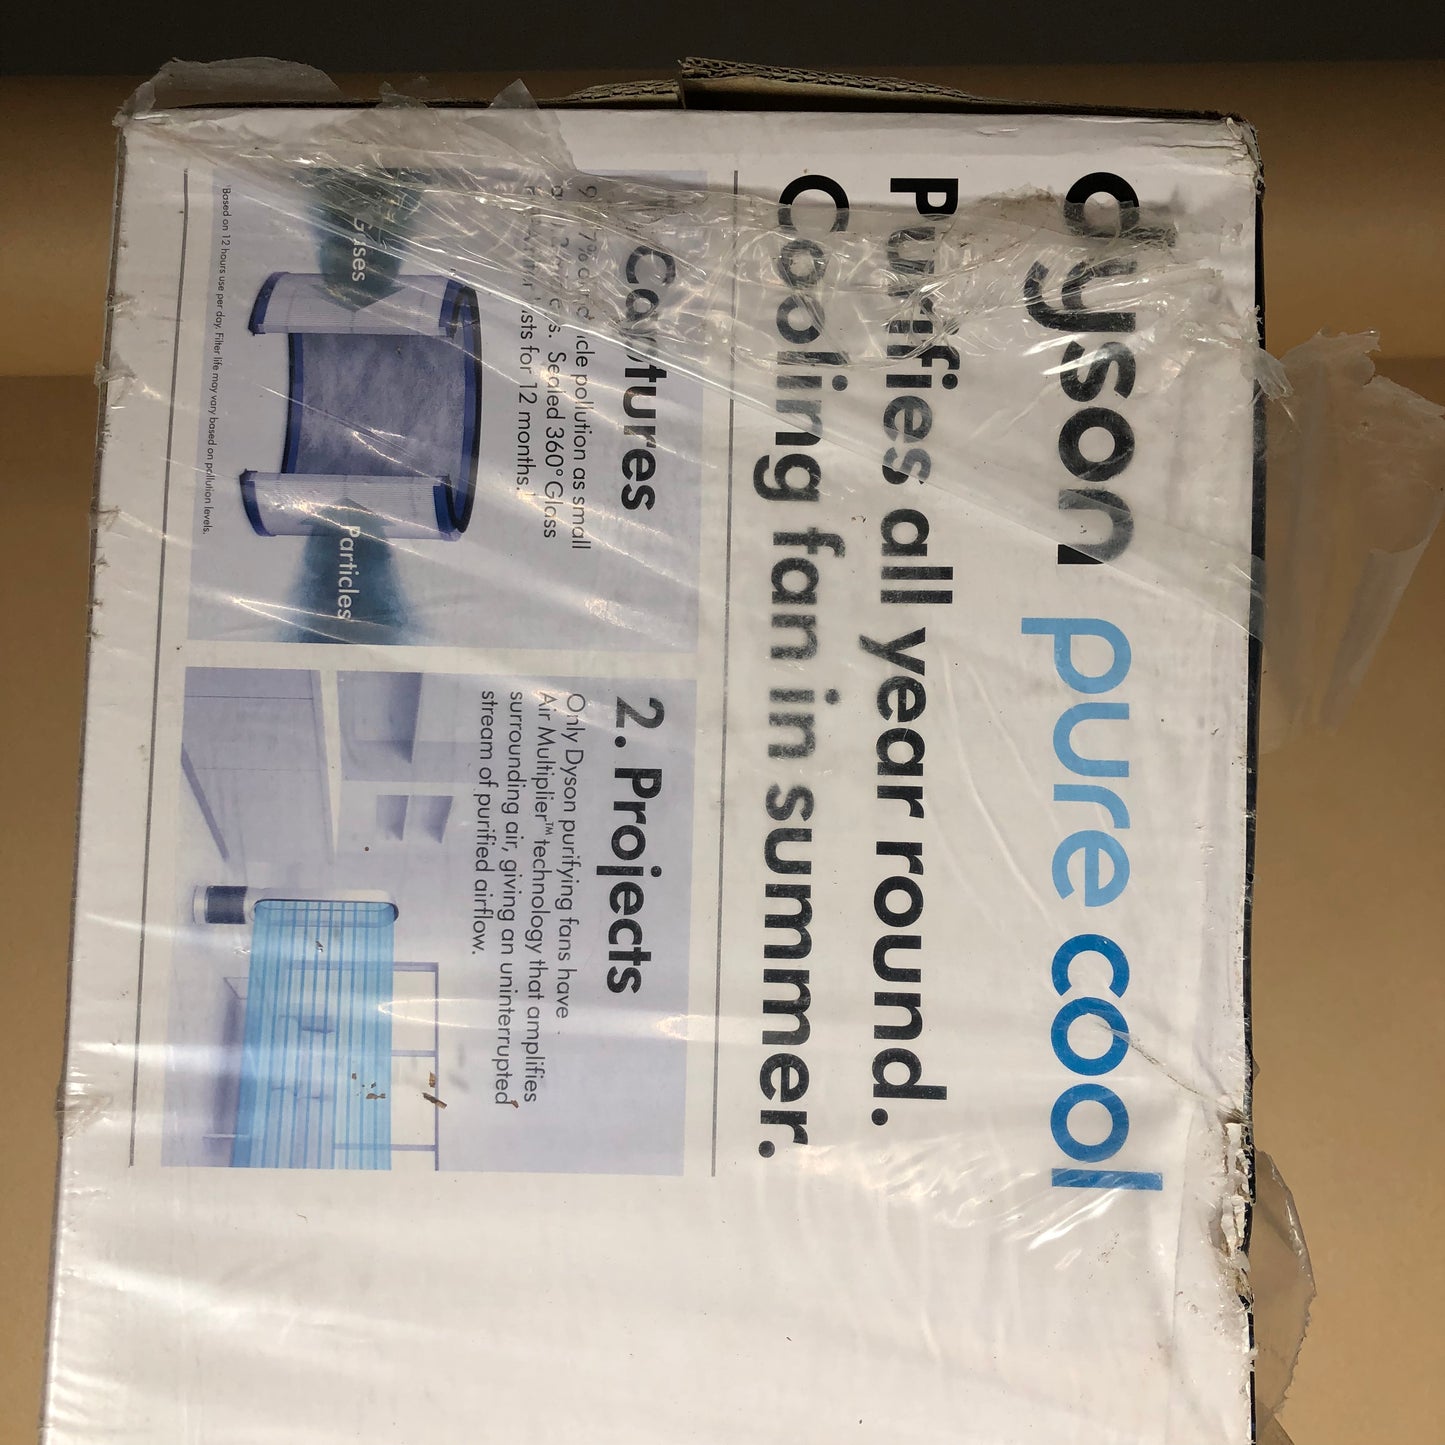 dyson pure cool
Purifies all year round.
Cooling fan in summer.
Captures
pollution as small
Sealed 360° Glass
for 12 months.
Gases
Particles
¹Based on 12 hours use per day. Filter life may vary based on pollution levels.
2. Projects
Only Dyson purifying fans have
Air Multiplier™ technology that amplifies
surrounding air, giving an uninterrupted
stream of purified airflow.